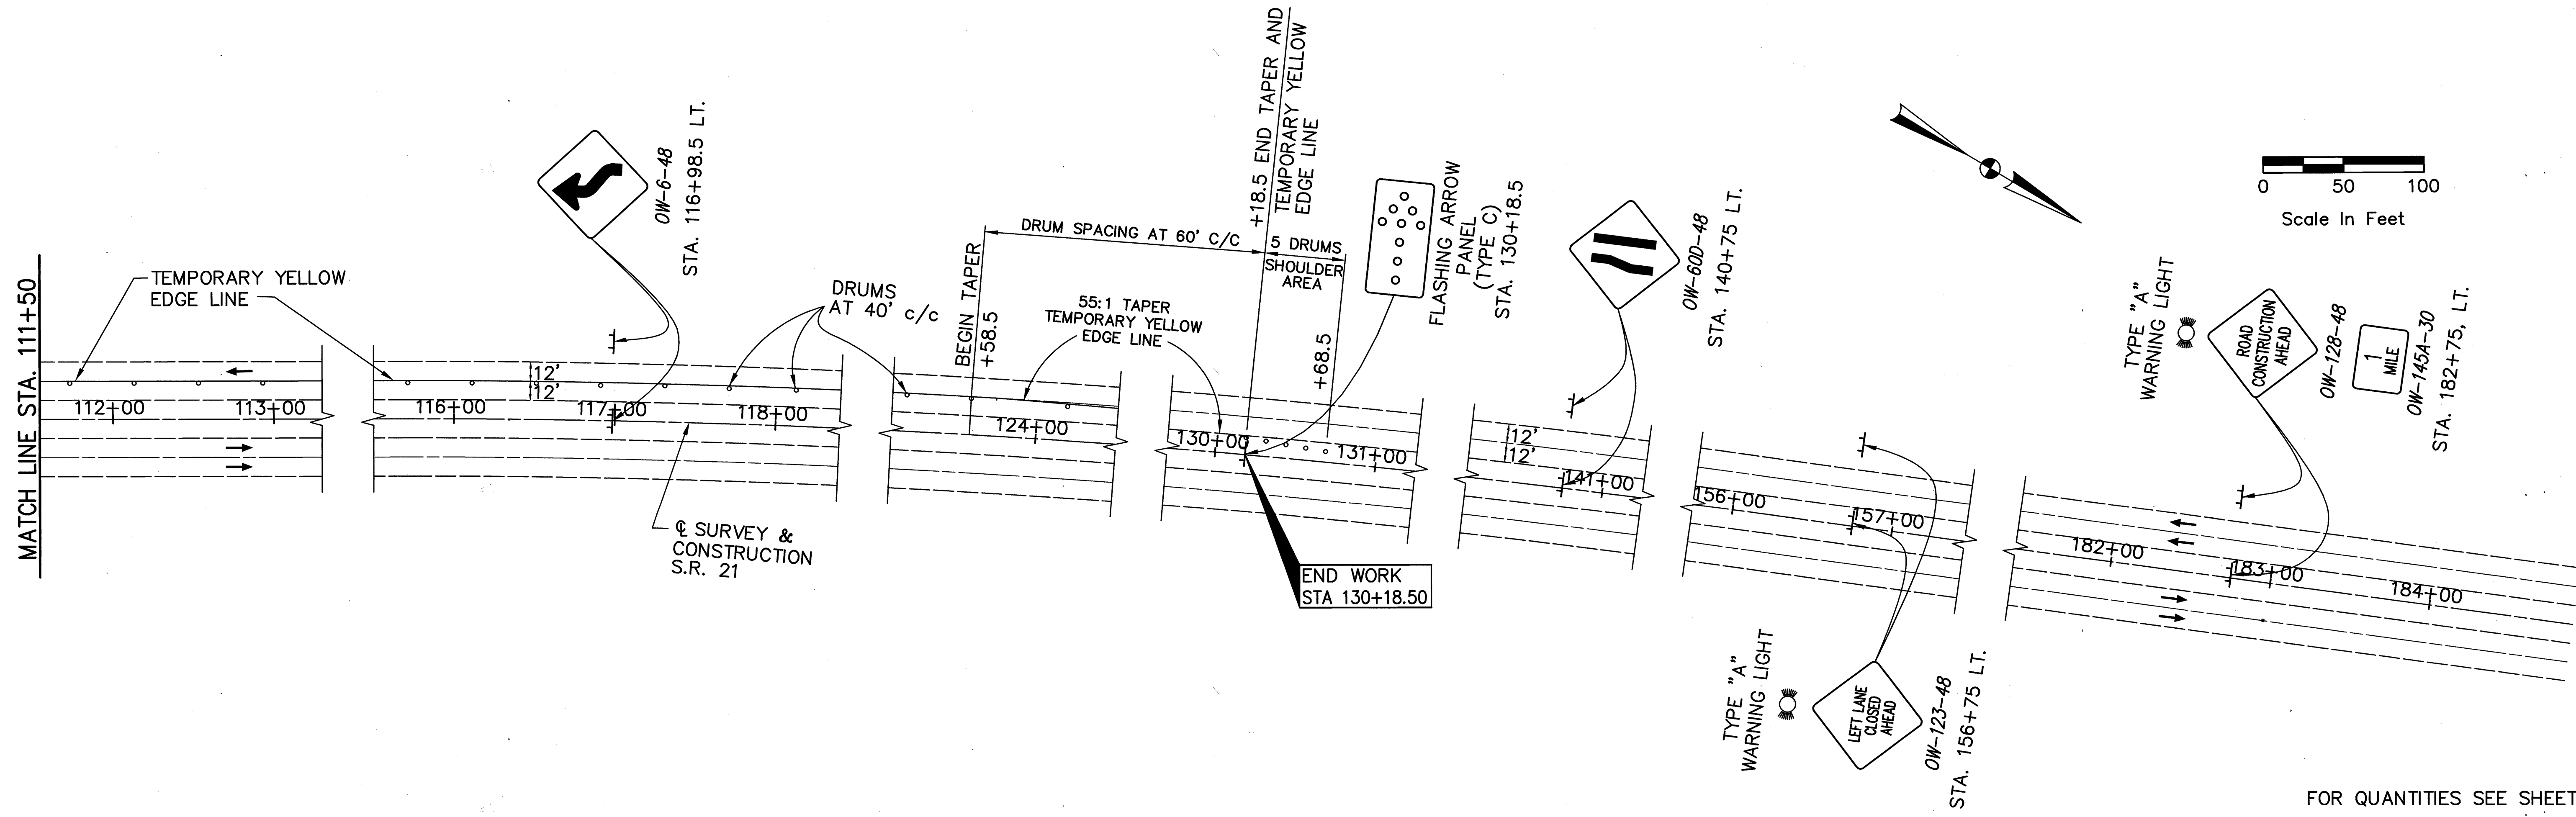 MATCH LINE STA. 111+50
TEMPORARY YELLOW
EDGE LINE
112+00
113+00
116+00
117+00
118+00
12'
12'
OW-6-48
STA. 116+98.5 LT.
DRUMS
AT 40' c/c
℄ SURVEY &
CONSTRUCTION
S.R. 21
BEGIN TAPER
+58.5
DRUM SPACING AT 60' C/C
55:1 TAPER
TEMPORARY YELLOW
EDGE LINE
124+00
+18.5 END TAPER AND
TEMPORARY YELLOW
EDGE LINE
5 DRUMS
SHOULDER
AREA
+68.5
130+00
131+00
END WORK
STA 130+18.50
FLASHING ARROW
PANEL
(TYPE C)
STA. 130+18.5
12'
12'
141+00
OW-60D-48
STA. 140+75 LT.
156+00
157+00
TYPE "A"
WARNING LIGHT
LEFT LANE
CLOSED
AHEAD
OW-123-48
STA. 156+75 LT.
0 50 100
Scale In Feet
TYPE "A"
WARNING LIGHT
ROAD
CONSTRUCTION
AHEAD
OW-128-48
1
MILE
OW-145A-30
STA. 182+75, LT.
182+00
183+00
184+00
FOR QUANTITIES SEE SHEET